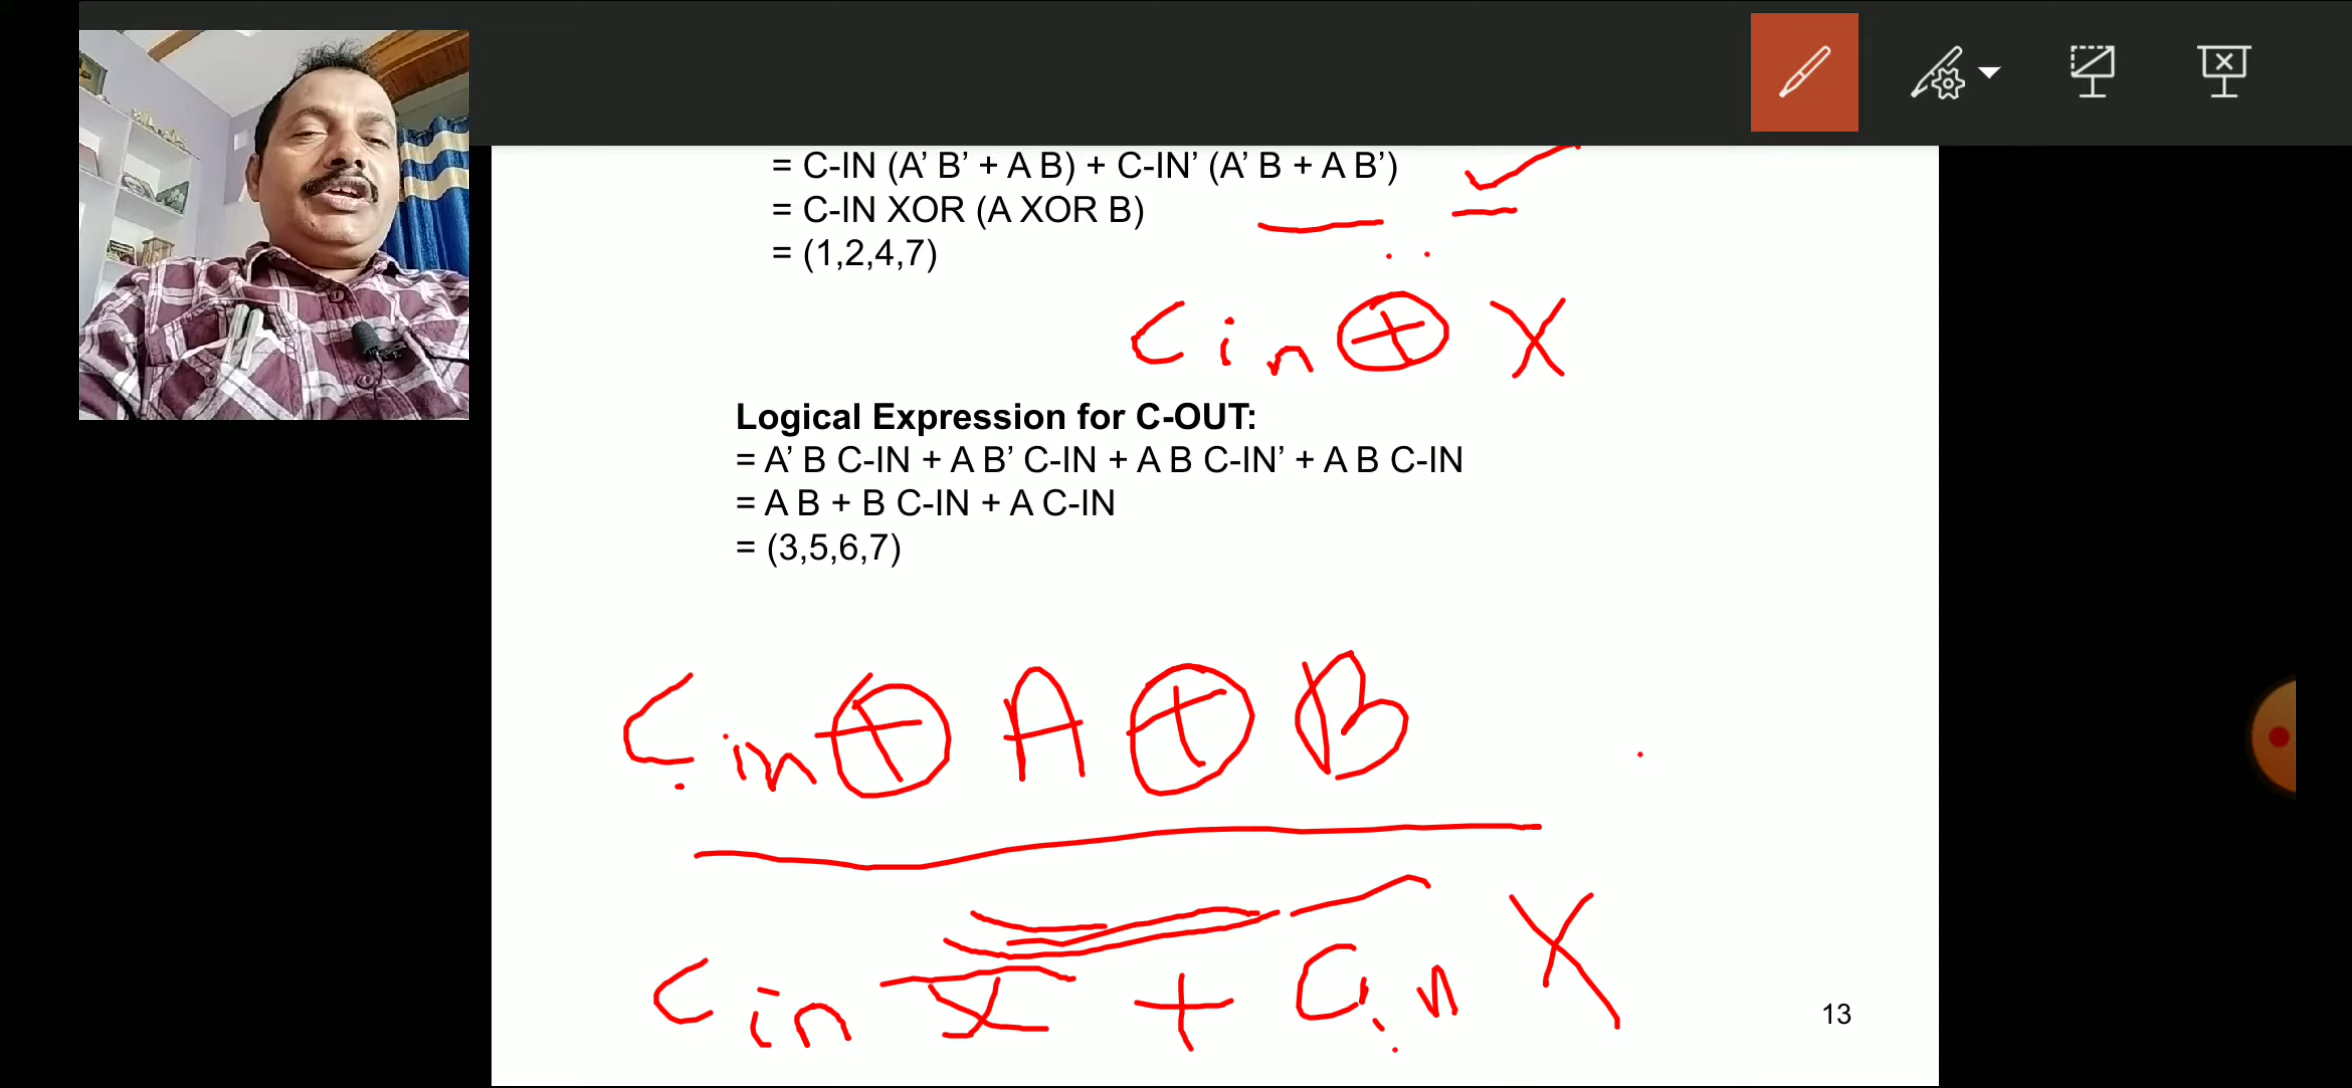 = C-IN (A’ B’ + A B) + C-IN’ (A’ B + A B’)
= C-IN XOR (A XOR B)
= (1,2,4,7)
Cin ⊕ X
Logical Expression for C-OUT:
= A’ B C-IN + A B’ C-IN + A B C-IN’ + A B C-IN
= A B + B C-IN + A C-IN
= (3,5,6,7)
Cin ⊕ A ⊕ B
Cin x̅ + C̅in X
13